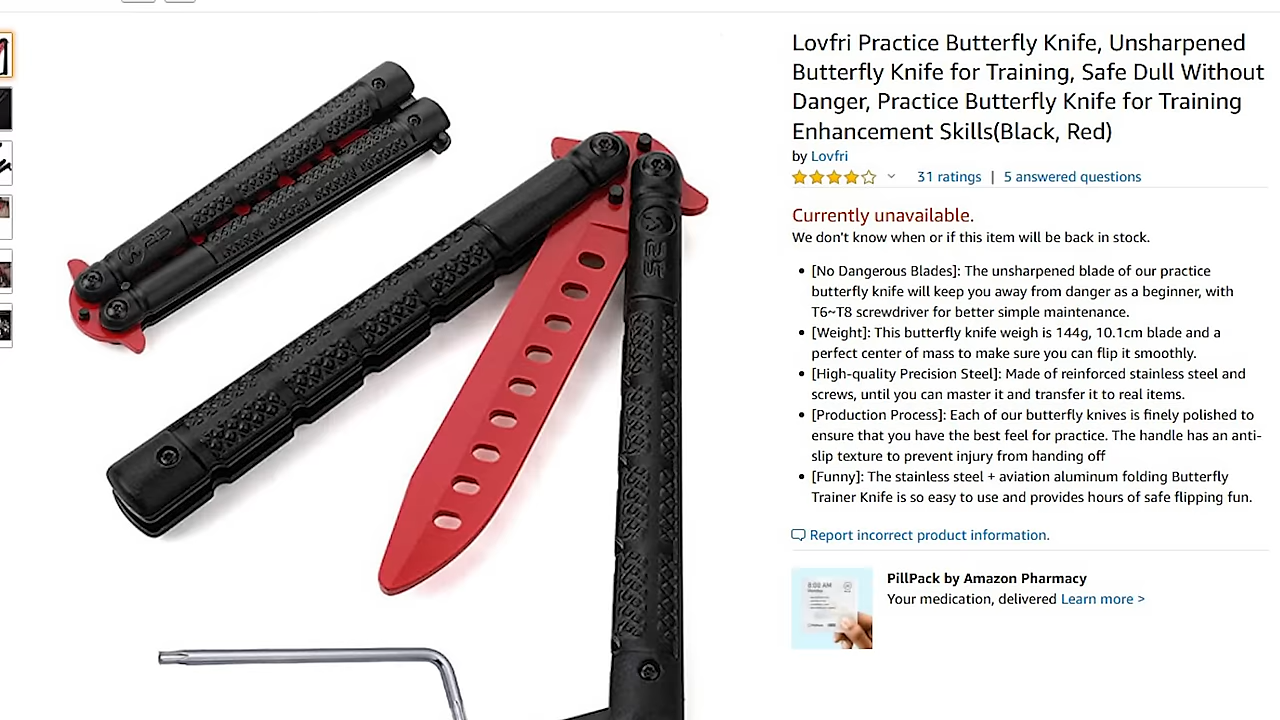 Lovfri Practice Butterfly Knife, Unsharpened
Butterfly Knife for Training, Safe Dull Without
Danger, Practice Butterfly Knife for Training
Enhancement Skills(Black, Red)
by Lovfri
31 ratings | 5 answered questions
Currently unavailable.
We don't know when or if this item will be back in stock.
• [No Dangerous Blades]: The unsharpened blade of our practice
butterfly knife will keep you away from danger as a beginner, with
T6~T8 screwdriver for better simple maintenance.
• [Weight]: This butterfly knife weigh is 144g, 10.1cm blade and a
perfect center of mass to make sure you can flip it smoothly.
• [High-quality Precision Steel]: Made of reinforced stainless steel and
screws, until you can master it and transfer it to real items.
• [Production Process]: Each of our butterfly knives is finely polished to
ensure that you have the best feel for practice. The handle has an anti-
slip texture to prevent injury from handing off
• [Funny]: The stainless steel + aviation aluminum folding Butterfly
Trainer Knife is so easy to use and provides hours of safe flipping fun.
Report incorrect product information.
8:00 AM
PillPack by Amazon Pharmacy
Your medication, delivered Learn more >